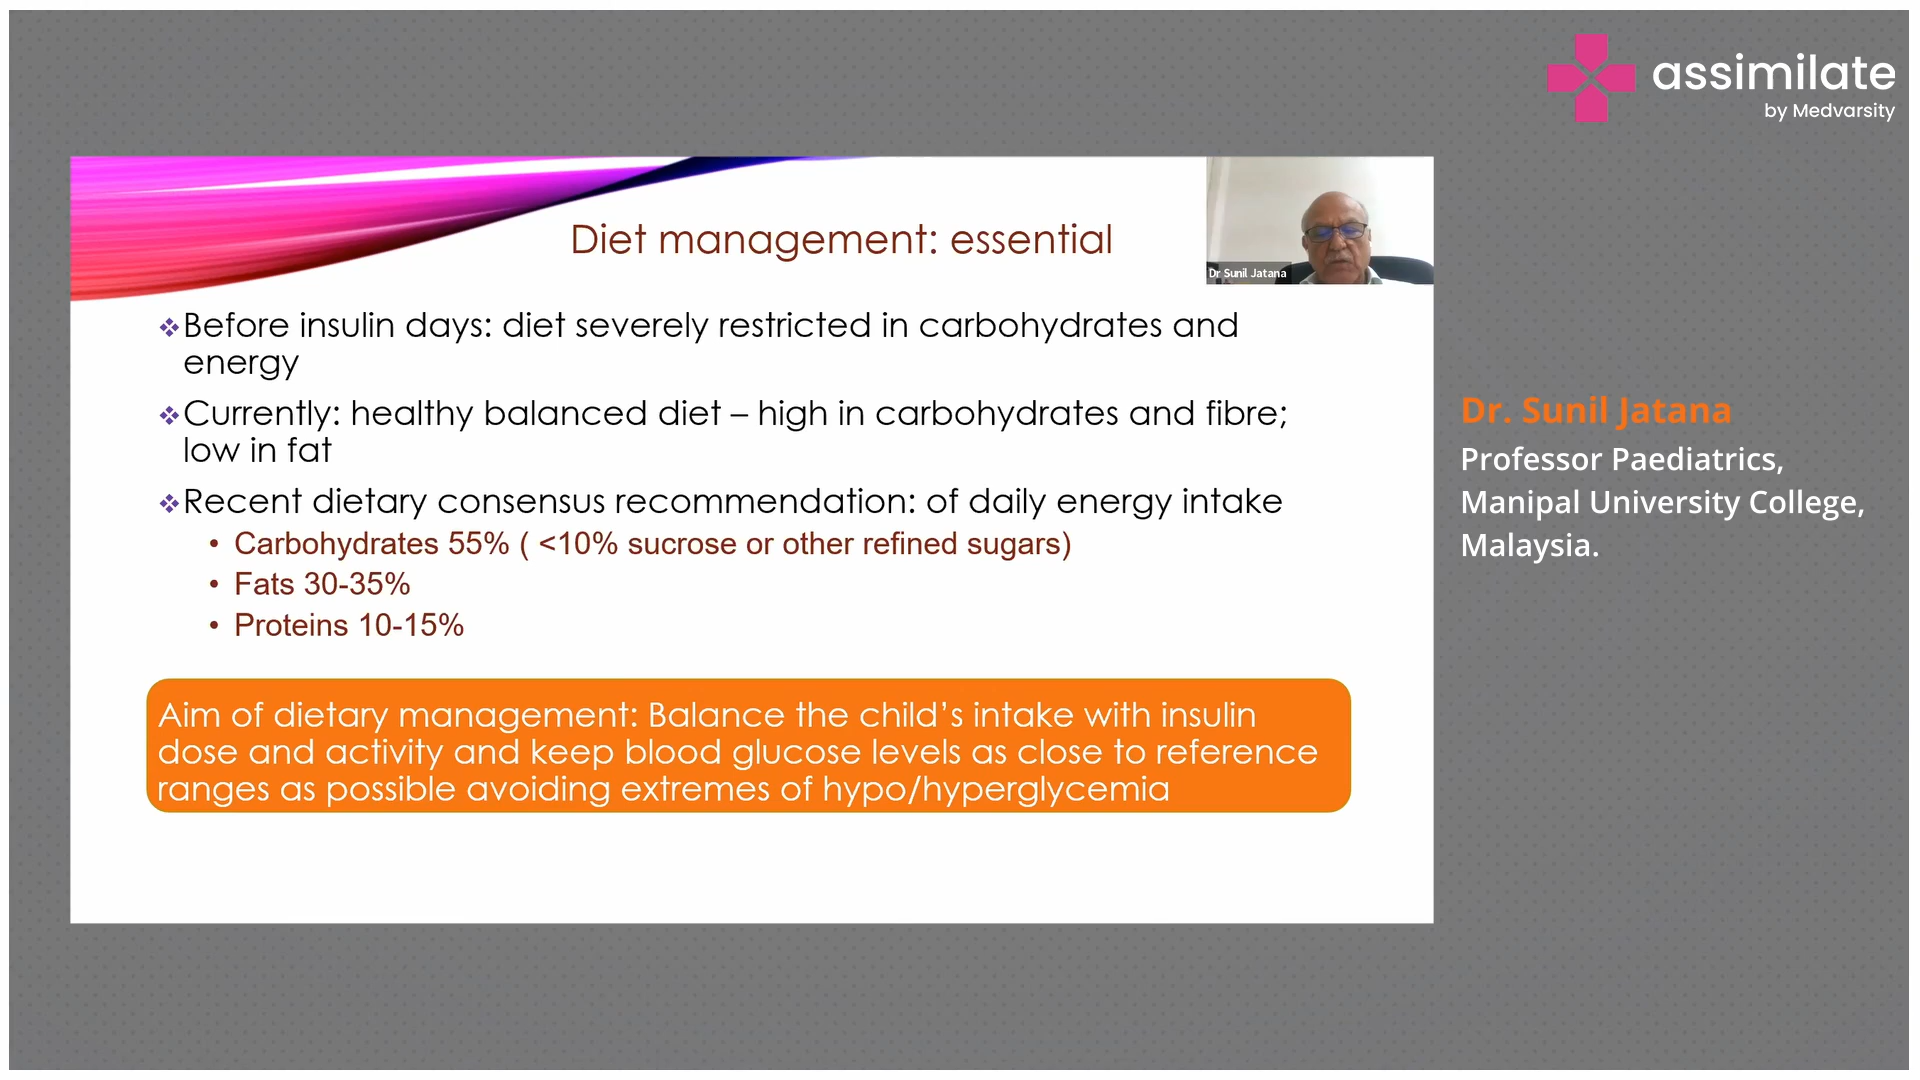 assimilate
by Medvarsity
Diet management: essential
Dr Sunil Jatana
❖Before insulin days: diet severely restricted in carbohydrates and
energy
❖Currently: healthy balanced diet – high in carbohydrates and fibre;
low in fat
❖Recent dietary consensus recommendation: of daily energy intake
• Carbohydrates 55% ( <10% sucrose or other refined sugars)
• Fats 30-35%
• Proteins 10-15%
Aim of dietary management: Balance the child’s intake with insulin
dose and activity and keep blood glucose levels as close to reference
ranges as possible avoiding extremes of hypo/hyperglycemia
Dr. Sunil Jatana
Professor Paediatrics,
Manipal University College,
Malaysia.